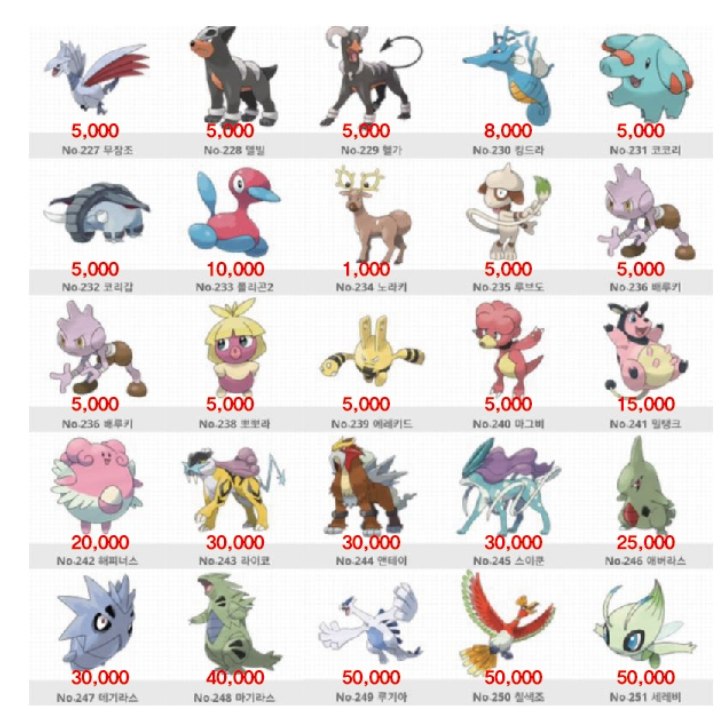 5,000 5,000 5,000 8,000 5,000
No.227 무장조 No.228 델빌 No.229 헬가 No.230 킹드라 No.231 코코리
5,000 10,000 1,000 5,000 5,000
No.232 코리갑 No.233 폴리곤2 No.234 노라키 No.235 루브도 No.236 배루키
5,000 5,000 5,000 5,000 15,000
No.236 배루키 No.238 뽀뽀라 No.239 에레키드 No.240 마그비 No.241 밀탱크
20,000 30,000 30,000 30,000 25,000
No.242 해피너스 No.243 라이코 No.244 앤테이 No.245 스이쿤 No.246 애버라스
30,000 40,000 50,000 50,000 50,000
No.247 데기라스 No.248 마기라스 No.249 루기아 No.250 칠색조 No.251 세레비